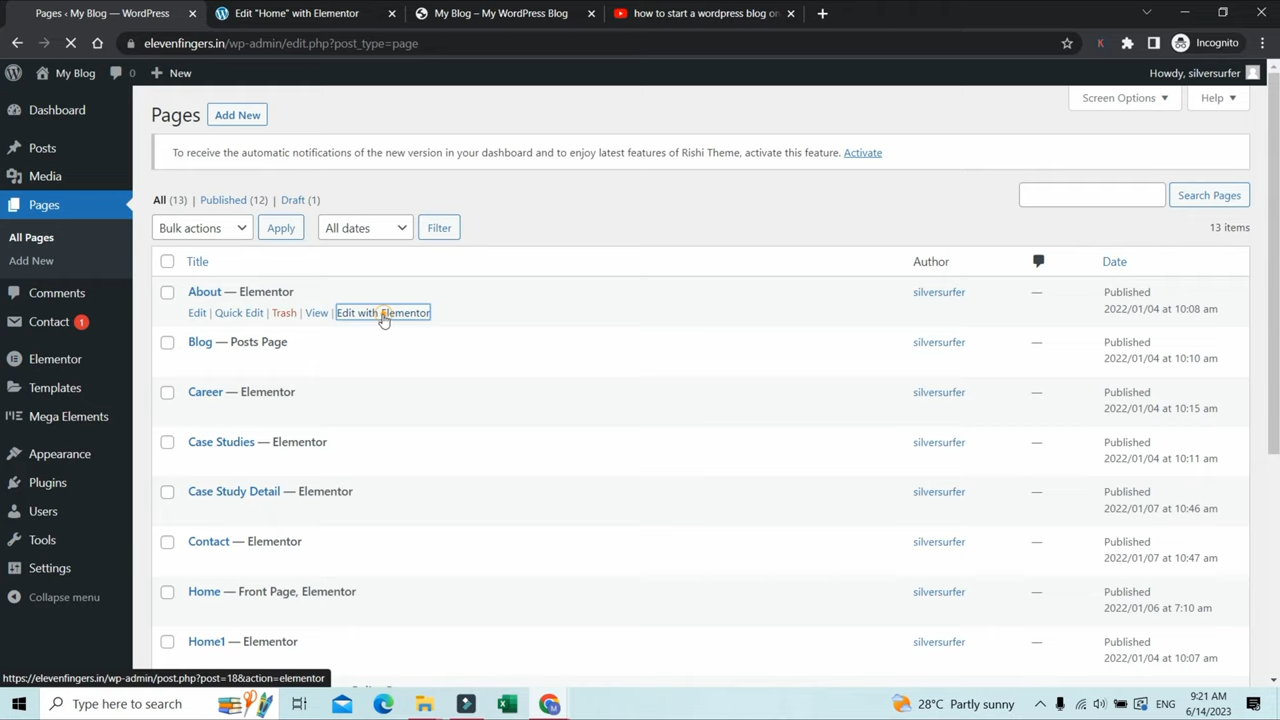 Pages ‹ My Blog — WordPress
Edit "Home" with Elementor
My Blog – My WordPress Blog
how to start a wordpress blog on
elevenfingers.in/wp-admin/edit.php?post_type=page
Incognito
My Blog
0
New
Howdy, silversurfer
Dashboard
Posts
Media
Pages
All Pages
Add New
Comments
Contact 1
Elementor
Templates
Mega Elements
Appearance
Plugins
Users
Tools
Settings
Collapse menu
Screen Options
Help
Pages
Add New
To receive the automatic notifications of the new version in your dashboard and to enjoy latest features of Rishi Theme, activate this feature. Activate
All (13) | Published (12) | Draft (1)
Search Pages
Bulk actions
Apply
All dates
Filter
13 items
Title
Author
Date
About — Elementor
Edit | Quick Edit | Trash | View | Edit with Elementor
silversurfer
—
Published
2022/01/04 at 10:08 am
Blog — Posts Page
silversurfer
—
Published
2022/01/04 at 10:10 am
Career — Elementor
silversurfer
—
Published
2022/01/04 at 10:15 am
Case Studies — Elementor
silversurfer
—
Published
2022/01/04 at 10:11 am
Case Study Detail — Elementor
silversurfer
—
Published
2022/01/07 at 10:46 am
Contact — Elementor
silversurfer
—
Published
2022/01/07 at 10:47 am
Home — Front Page, Elementor
silversurfer
—
Published
2022/01/06 at 7:10 am
Home1 — Elementor
silversurfer
—
Published
2022/01/04 at 10:07 am
https://elevenfingers.in/wp-admin/post.php?post=18&action=elementor
Type here to search
28°C Partly sunny
ENG
9:21 AM
6/14/2023